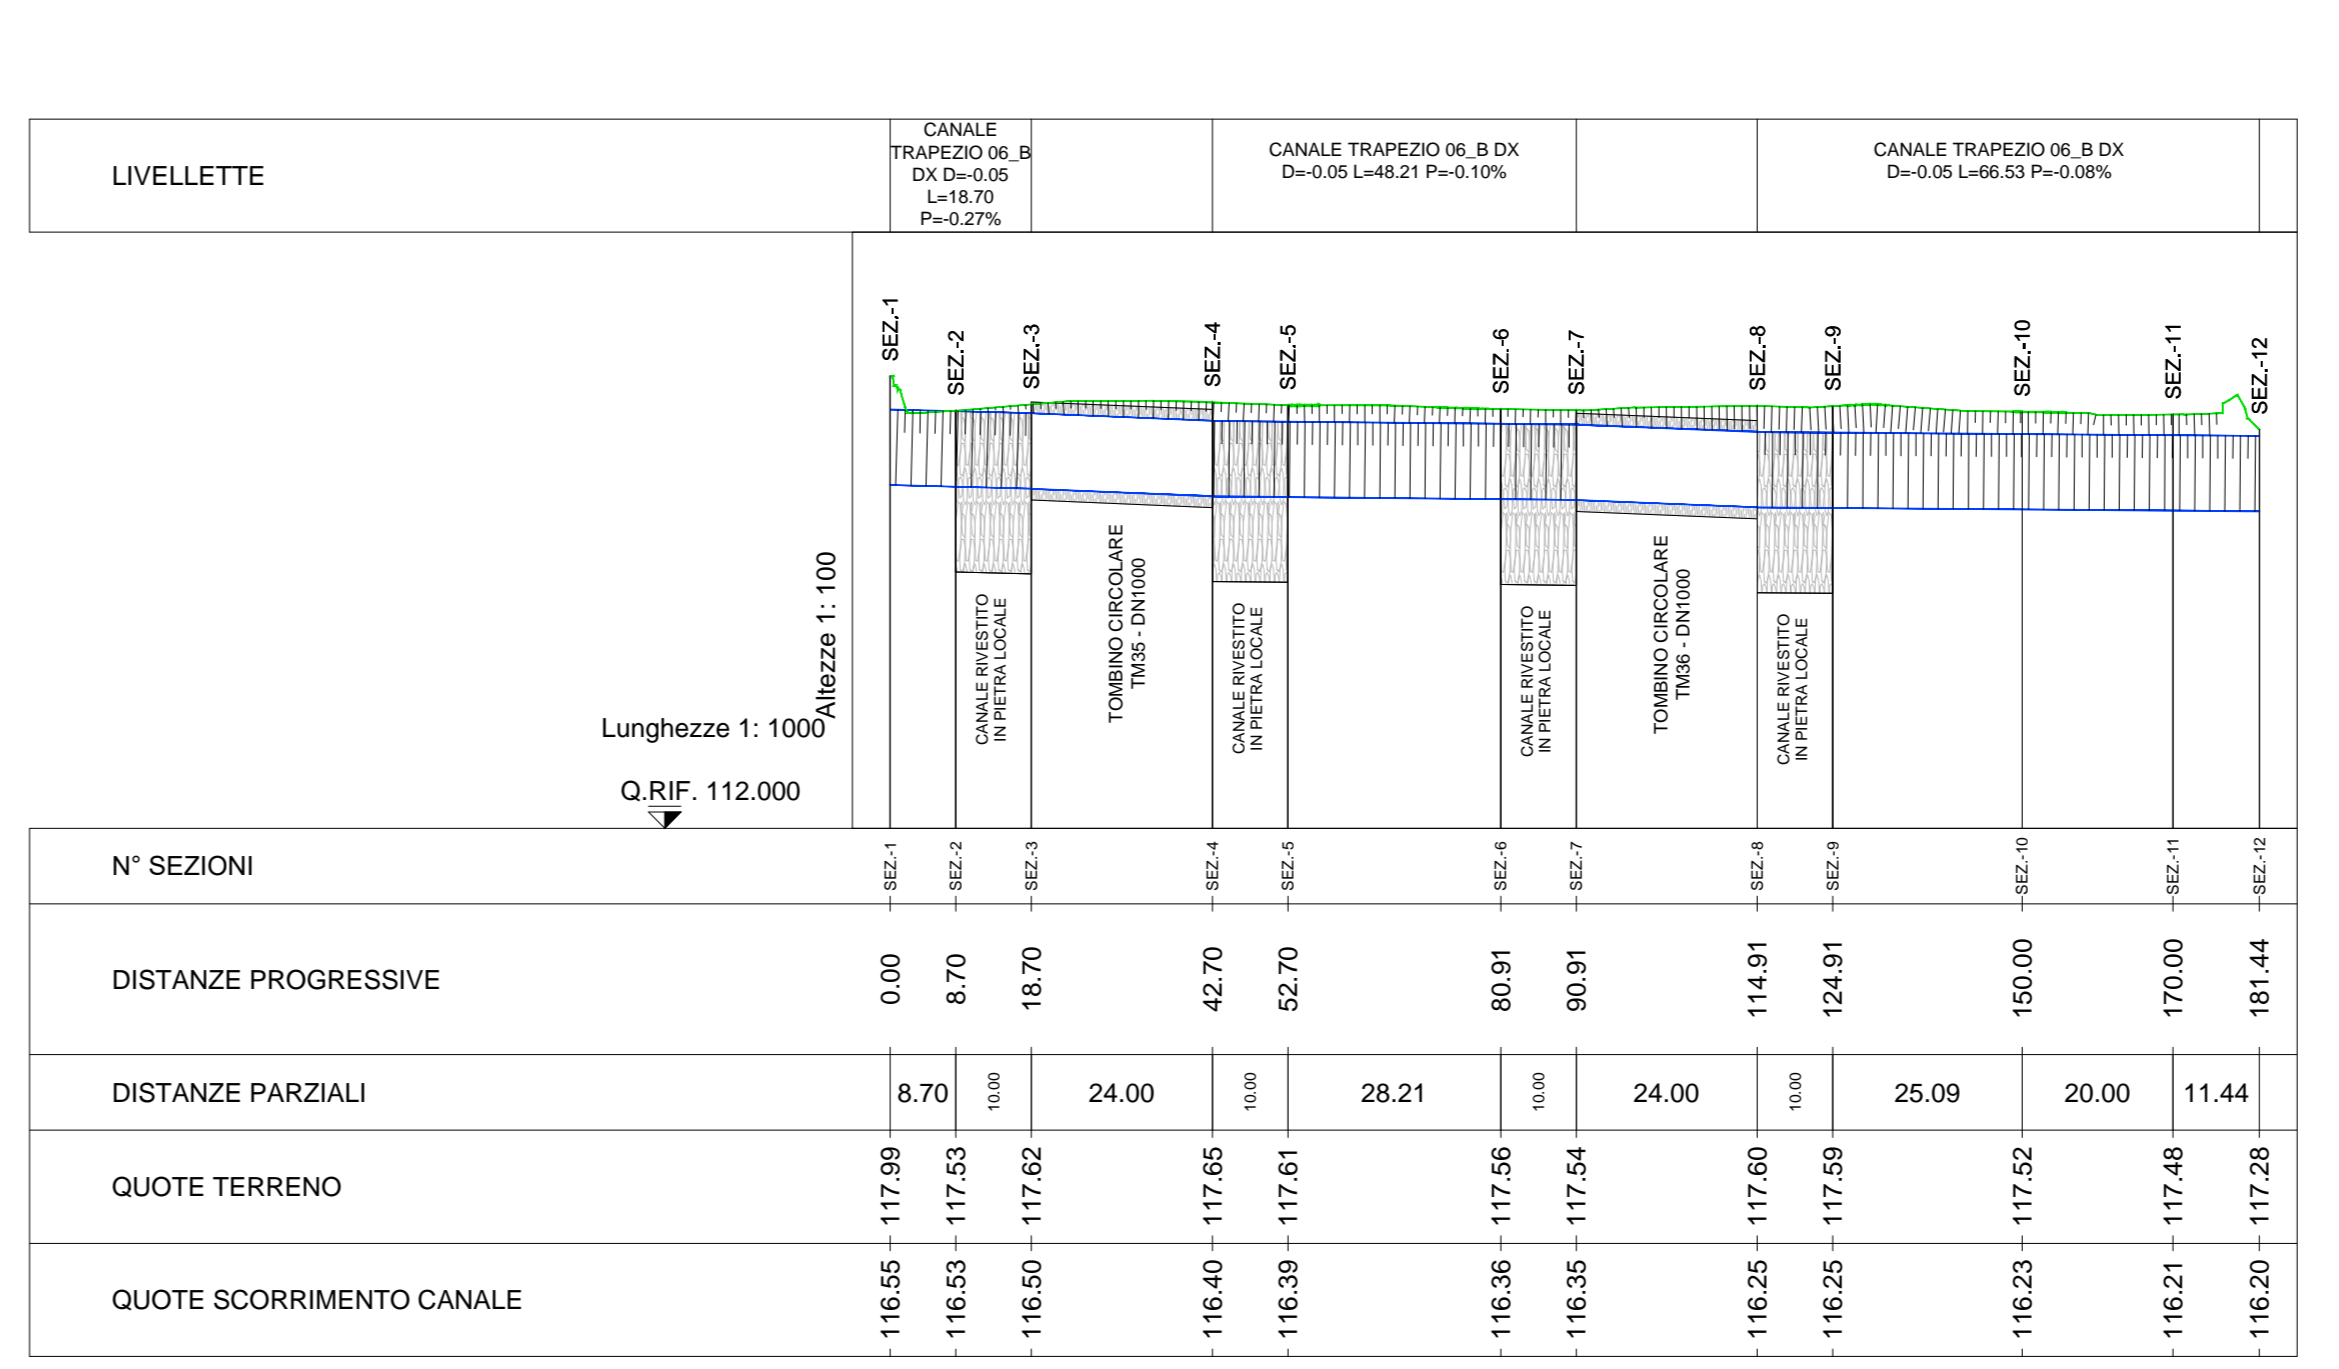 LIVELLETTE
CANALE
TRAPEZIO 06_B
DX D=-0.05
L=18.70
P=-0.27%
CANALE TRAPEZIO 06_B DX
D=-0.05 L=48.21 P=-0.10%
CANALE TRAPEZIO 06_B DX
D=-0.05 L=66.53 P=-0.08%
SEZ.-1
SEZ.-2
SEZ.-3
SEZ.-4
SEZ.-5
SEZ.-6
SEZ.-7
SEZ.-8
SEZ.-9
SEZ.-10
SEZ.-11
SEZ.-12
CANALE RIVESTITO
IN PIETRA LOCALE
TOMBINO CIRCOLARE
TM35 - DN1000
CANALE RIVESTITO
IN PIETRA LOCALE
CANALE RIVESTITO
IN PIETRA LOCALE
TOMBINO CIRCOLARE
TM36 - DN1000
CANALE RIVESTITO
IN PIETRA LOCALE
Altezze 1: 100
Lunghezze 1: 1000
Q.RIF. 112.000
N° SEZIONI
SEZ.-1
SEZ.-2
SEZ.-3
SEZ.-4
SEZ.-5
SEZ.-6
SEZ.-7
SEZ.-8
SEZ.-9
SEZ.-10
SEZ.-11
SEZ.-12
DISTANZE PROGRESSIVE
0.00
8.70
18.70
42.70
52.70
80.91
90.91
114.91
124.91
150.00
170.00
181.44
DISTANZE PARZIALI
8.70
10.00
24.00
10.00
28.21
10.00
24.00
10.00
25.09
20.00
11.44
QUOTE TERRENO
117.99
117.53
117.62
117.65
117.61
117.56
117.54
117.60
117.59
117.52
117.48
117.28
QUOTE SCORRIMENTO CANALE
116.55
116.53
116.50
116.40
116.39
116.36
116.35
116.25
116.25
116.23
116.21
116.20